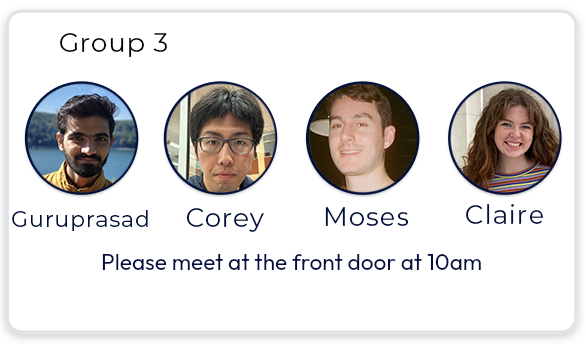 Group 3
Guruprasad Corey Moses Claire
Please meet at the front door at 10am